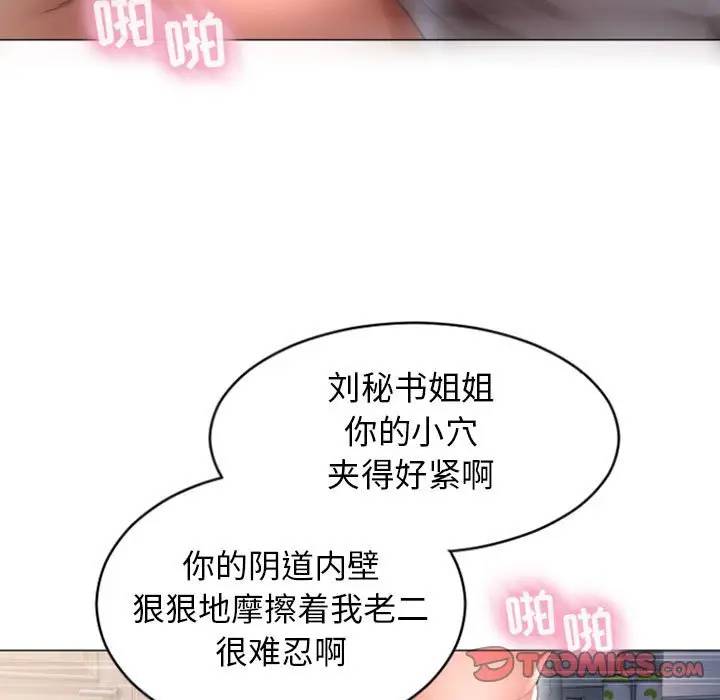 啪
啪
刘秘书姐姐
你的小穴
夹得好紧啊
你的阴道内壁
狠狠地摩擦着我老二
很难忍啊
啪
啪
DTCOMICS.COM